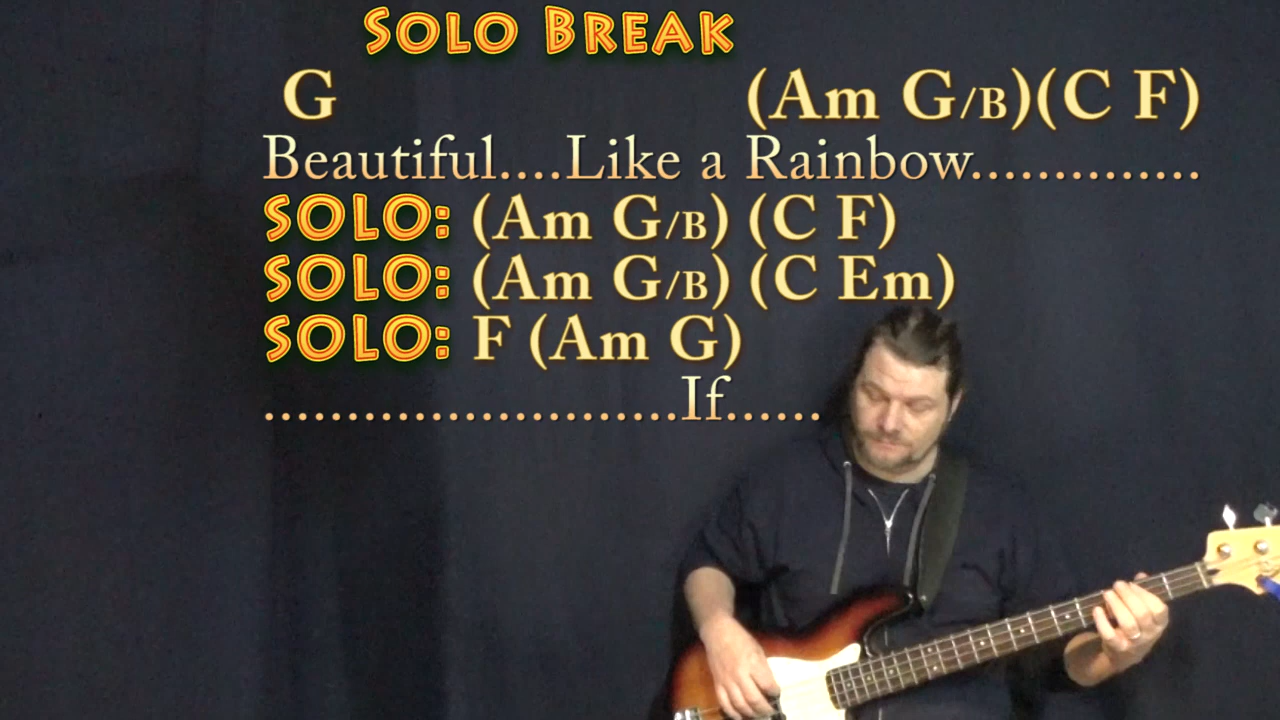 Solo Break
G (Am G/B)(C F)
Beautiful....Like a Rainbow..............
SOLO: (Am G/B) (C F)
SOLO: (Am G/B) (C Em)
SOLO: F (Am G)
.........................If......